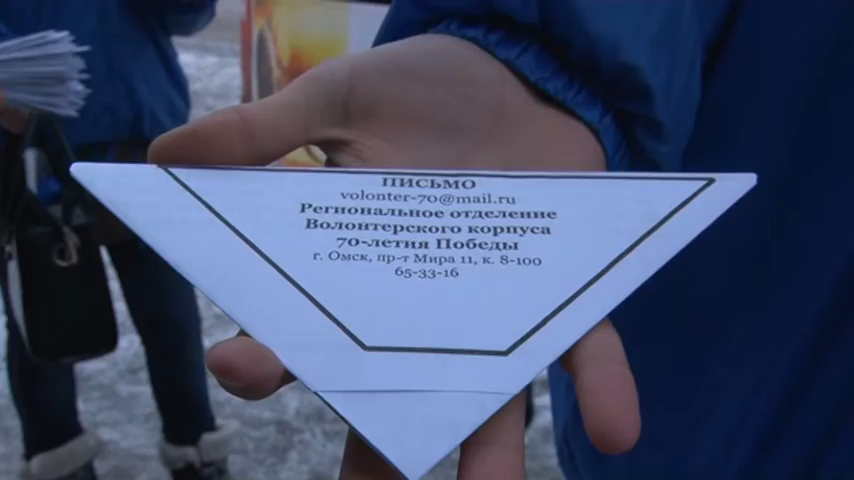 ПИСЬМО
volonter-70@mail.ru
Региональное отделение
Волонтерского корпуса
70-летия Победы
г. Омск, пр-т Мира 11, к. 8-100
65-33-16